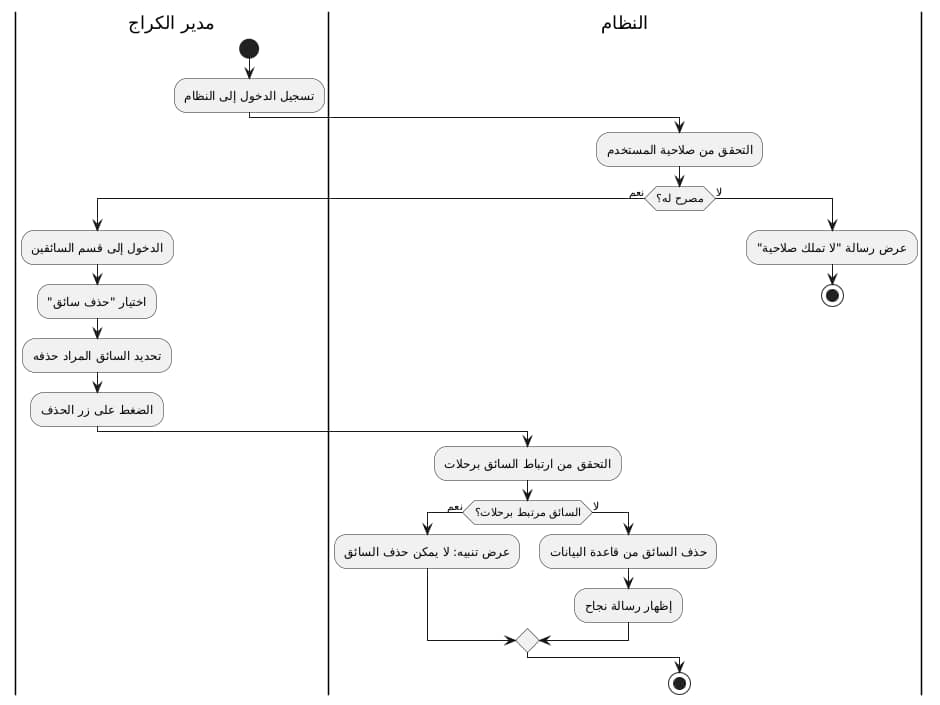 مدير الكراج
النظام
تسجيل الدخول إلى النظام
التحقق من صلاحية المستخدم
مصرح له؟
نعم
لا
الدخول إلى قسم السائقين
عرض رسالة "لا تملك صلاحية"
اختيار "حذف سائق"
تحديد السائق المراد حذفه
الضغط على زر الحذف
التحقق من ارتباط السائق برحلات
السائق مرتبط برحلات؟
نعم
لا
عرض تنبيه: لا يمكن حذف السائق
حذف السائق من قاعدة البيانات
إظهار رسالة نجاح